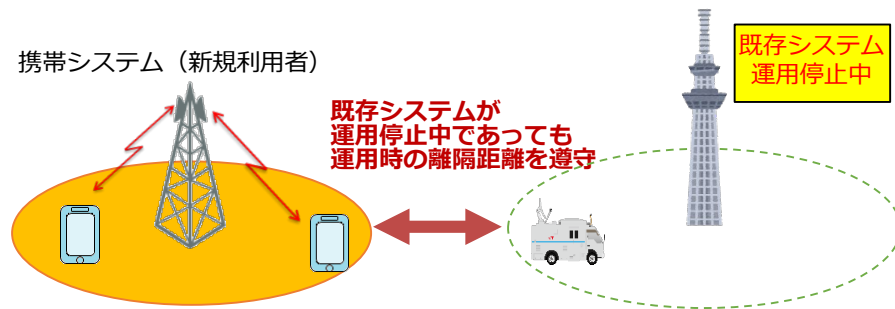 携帯システム（新規利用者）
既存システムが
運用停止中であっても
運用時の離隔距離を遵守
既存システム
運用停止中